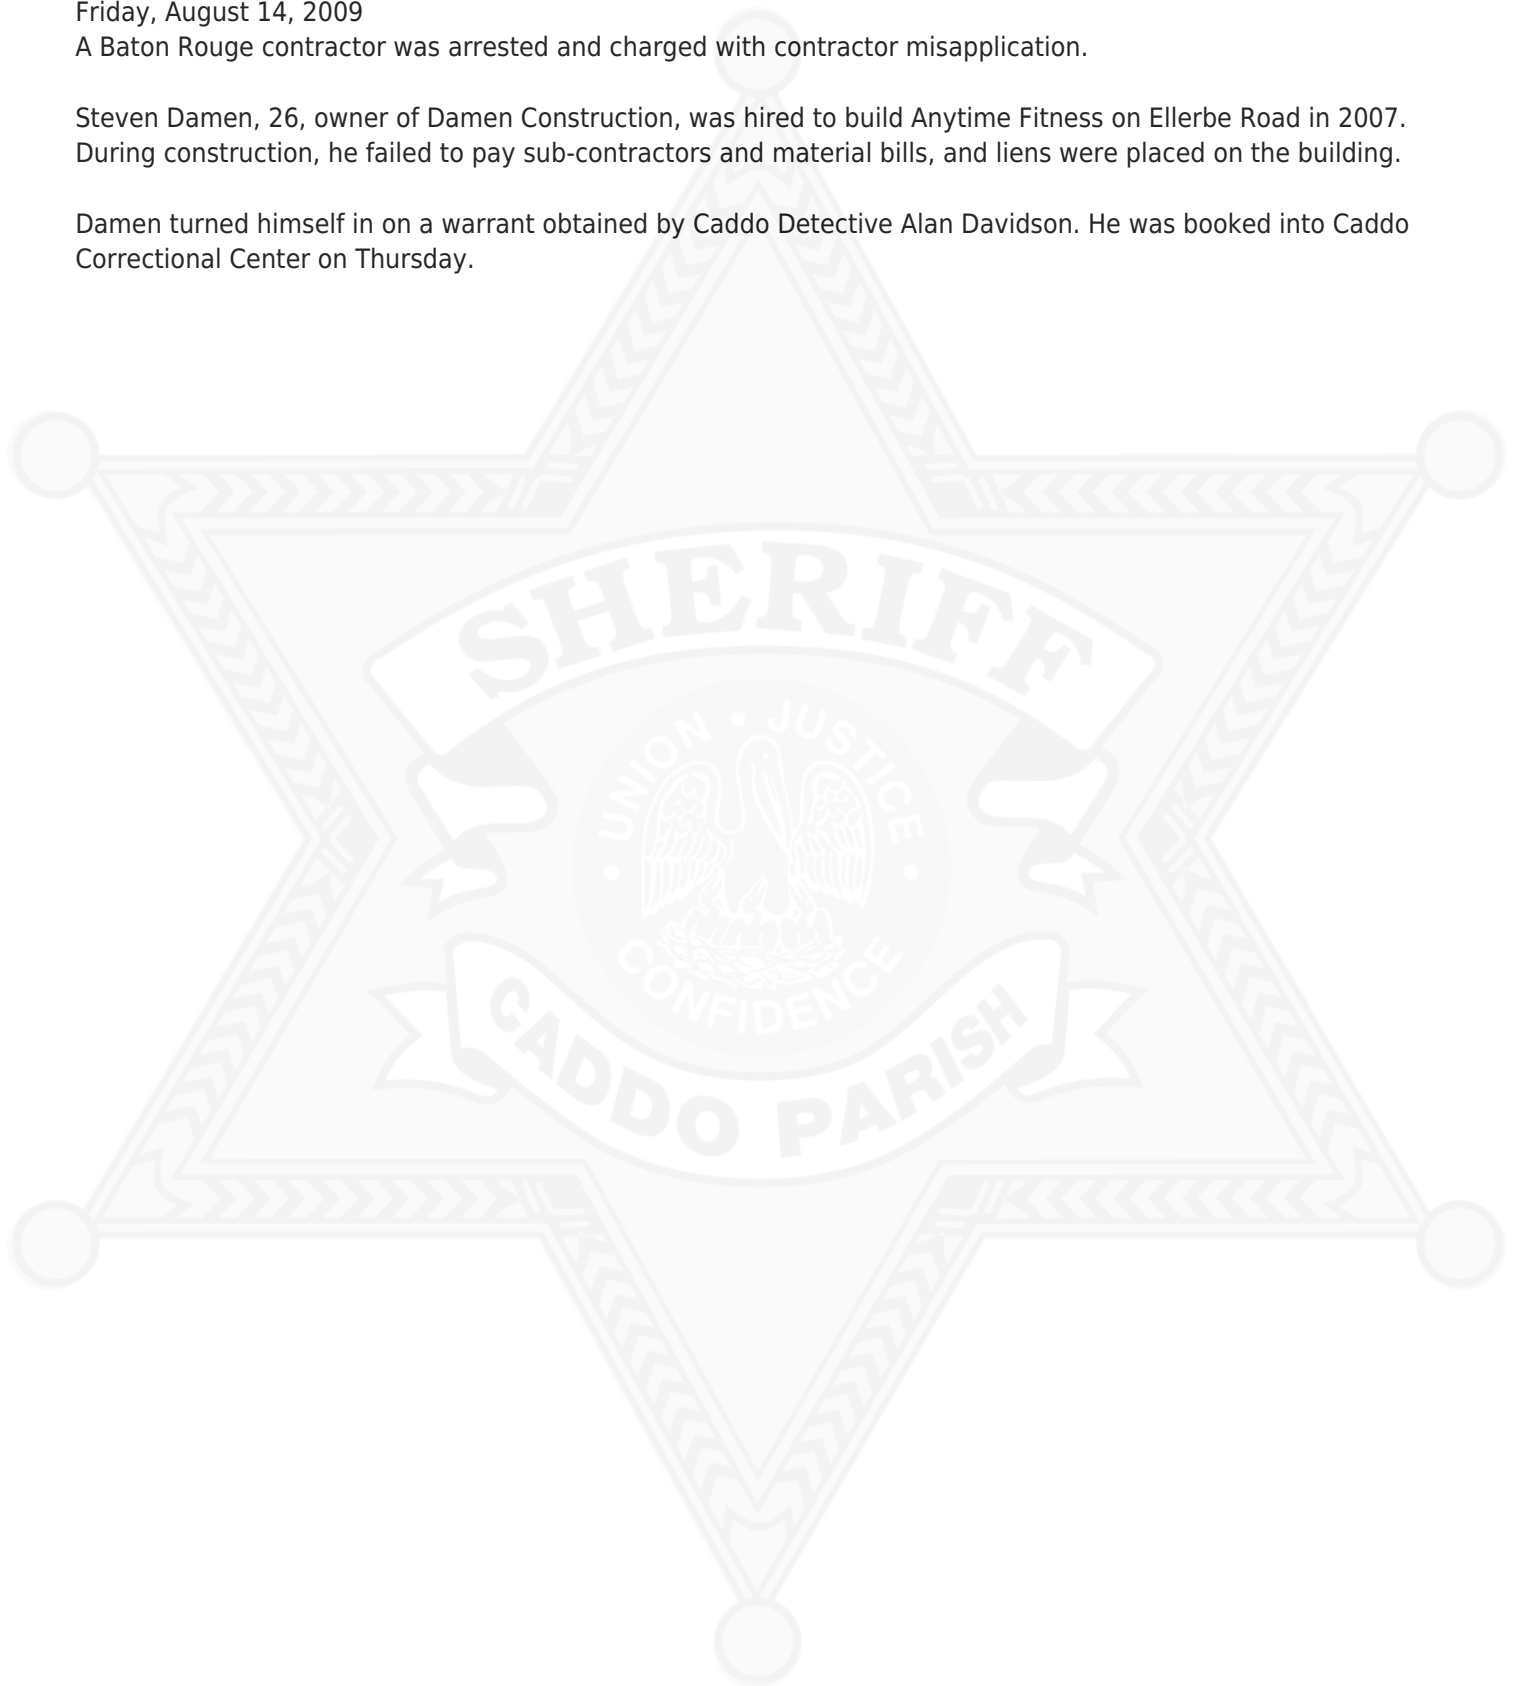 Friday, August 14, 2009
A Baton Rouge contractor was arrested and charged with contractor misapplication.
Steven Damen, 26, owner of Damen Construction, was hired to build Anytime Fitness on Ellerbe Road in 2007.
During construction, he failed to pay sub-contractors and material bills, and liens were placed on the building.
Damen turned himself in on a warrant obtained by Caddo Detective Alan Davidson. He was booked into Caddo
Correctional Center on Thursday.
SHERIFF
UNION • JUSTICE
• CONFIDENCE •
CADDO PARISH